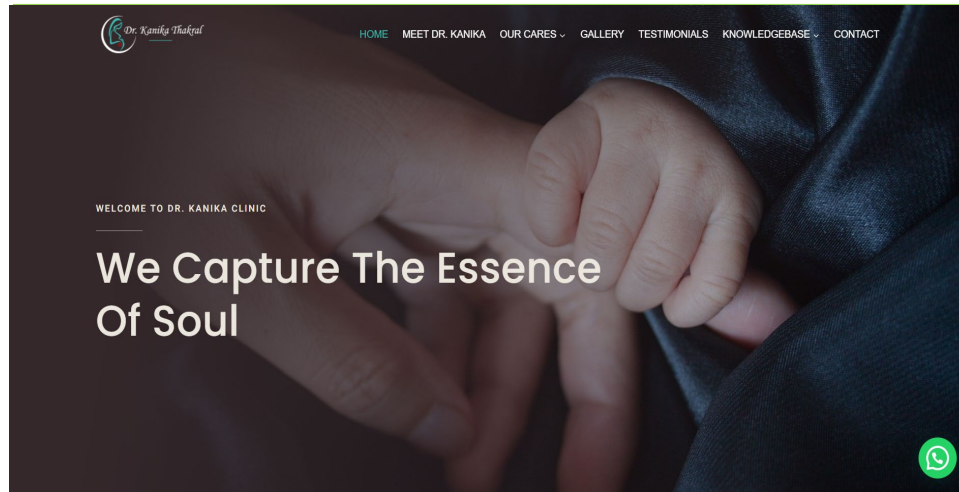 Dr. Kanika Thakral
HOME MEET DR. KANIKA OUR CARES GALLERY TESTIMONIALS KNOWLEDGEBASE CONTACT
WELCOME TO DR. KANIKA CLINIC
We Capture The Essence
Of Soul